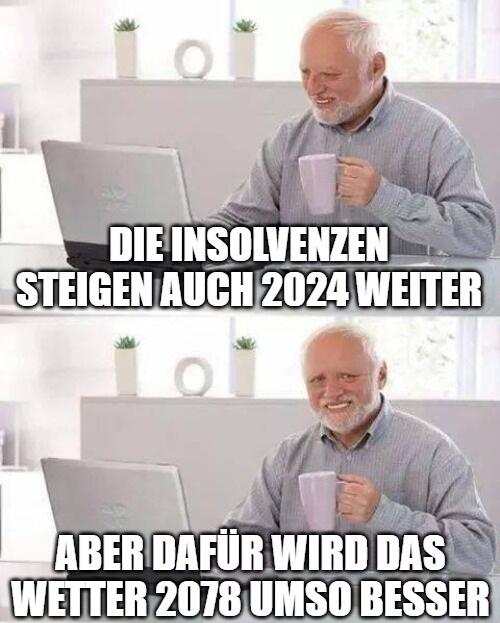 DIE INSOLVENZEN
STEIGEN AUCH 2024 WEITER
ABER DAFÜR WIRD DAS
WETTER 2078 UMSO BESSER